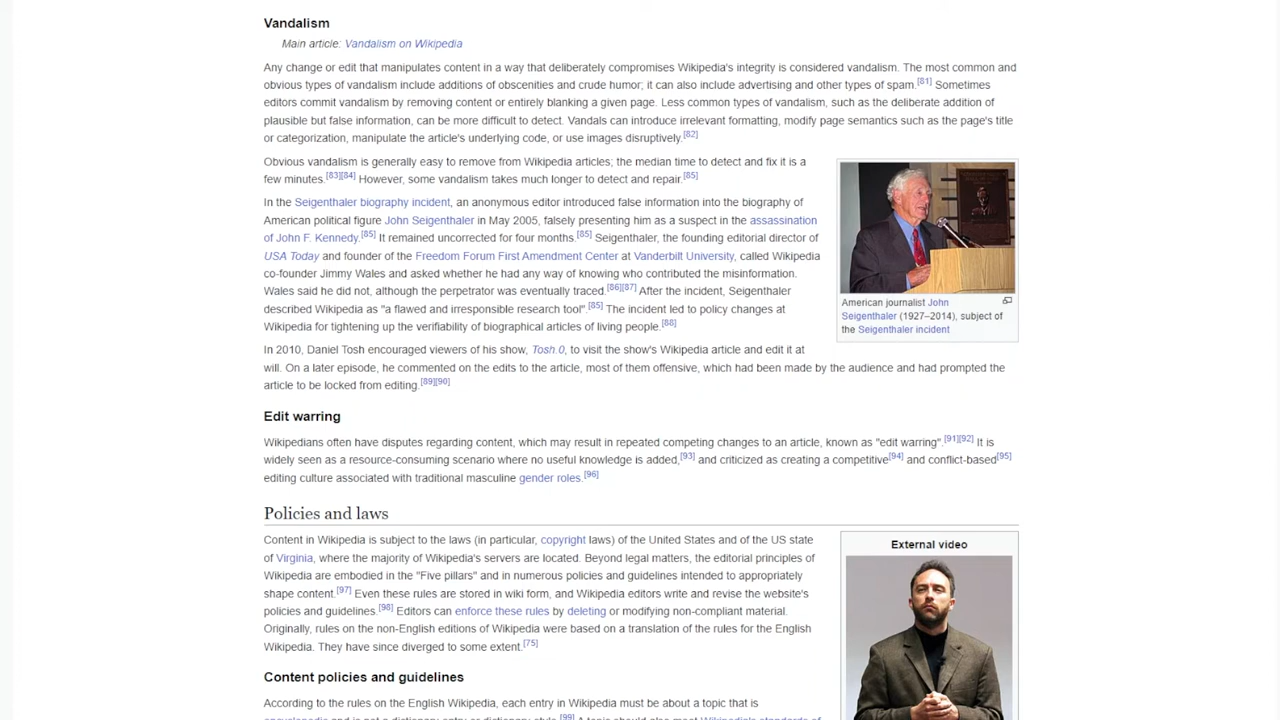 Vandalism
Main article: Vandalism on Wikipedia
Any change or edit that manipulates content in a way that deliberately compromises Wikipedia's integrity is considered vandalism. The most common and
obvious types of vandalism include additions of obscenities and crude humor; it can also include advertising and other types of spam.[81] Sometimes
editors commit vandalism by removing content or entirely blanking a given page. Less common types of vandalism, such as the deliberate addition of
plausible but false information, can be more difficult to detect. Vandals can introduce irrelevant formatting, modify page semantics such as the page's title
or categorization, manipulate the article's underlying code, or use images disruptively.[82]
Obvious vandalism is generally easy to remove from Wikipedia articles; the median time to detect and fix it is a
few minutes.[83][84] However, some vandalism takes much longer to detect and repair.[85]
In the Seigenthaler biography incident, an anonymous editor introduced false information into the biography of
American political figure John Seigenthaler in May 2005, falsely presenting him as a suspect in the assassination
of John F. Kennedy.[85] It remained uncorrected for four months.[85] Seigenthaler, the founding editorial director of
USA Today and founder of the Freedom Forum First Amendment Center at Vanderbilt University, called Wikipedia
co-founder Jimmy Wales and asked whether he had any way of knowing who contributed the misinformation.
Wales said he did not, although the perpetrator was eventually traced.[86][87] After the incident, Seigenthaler
described Wikipedia as "a flawed and irresponsible research tool".[85] The incident led to policy changes at
Wikipedia for tightening up the verifiability of biographical articles of living people.[88]
American journalist John
Seigenthaler (1927–2014), subject of
the Seigenthaler incident
In 2010, Daniel Tosh encouraged viewers of his show, Tosh.0, to visit the show's Wikipedia article and edit it at
will. On a later episode, he commented on the edits to the article, most of them offensive, which had been made by the audience and had prompted the
article to be locked from editing.[89][90]
Edit warring
Wikipedians often have disputes regarding content, which may result in repeated competing changes to an article, known as "edit warring".[91][92] It is
widely seen as a resource-consuming scenario where no useful knowledge is added,[93] and criticized as creating a competitive[94] and conflict-based[95]
editing culture associated with traditional masculine gender roles.[96]
Policies and laws
Content in Wikipedia is subject to the laws (in particular, copyright laws) of the United States and of the US state
of Virginia, where the majority of Wikipedia's servers are located. Beyond legal matters, the editorial principles of
Wikipedia are embodied in the "Five pillars" and in numerous policies and guidelines intended to appropriately
shape content.[97] Even these rules are stored in wiki form, and Wikipedia editors write and revise the website's
policies and guidelines.[98] Editors can enforce these rules by deleting or modifying non-compliant material.
Originally, rules on the non-English editions of Wikipedia were based on a translation of the rules for the English
Wikipedia. They have since diverged to some extent.[75]
External video
Content policies and guidelines
According to the rules on the English Wikipedia, each entry in Wikipedia must be about a topic that is
encyclopedic and is not a dictionary entry or dictionary-style.[99] A topic should also meet Wikipedia's standards of